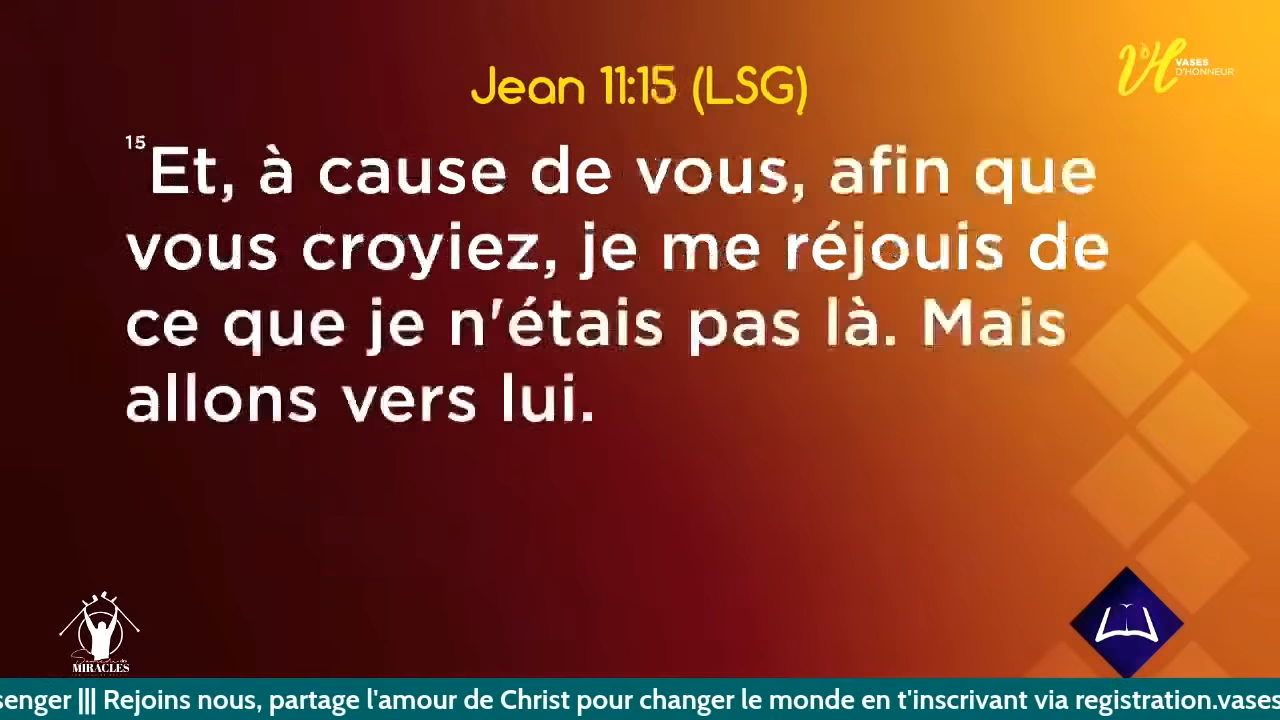 Jean 11:15 (LSG)
VASES
D'HONNEUR
15 Et, à cause de vous, afin que
vous croyiez, je me réjouis de
ce que je n'étais pas là. Mais
allons vers lui.
MIRACLES
senger ||| Rejoins nous, partage l'amour de Christ pour changer le monde en t'inscrivant via registration.vases